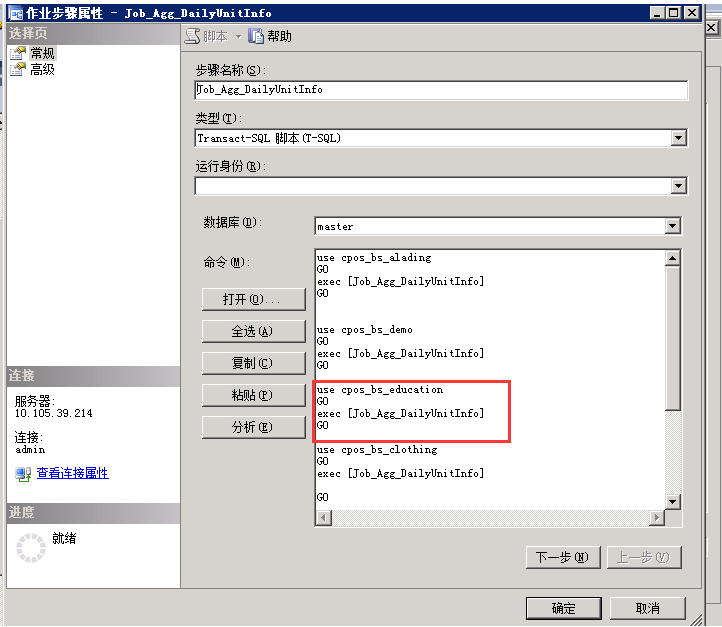 作业步骤属性 - Job_Agg_DailyUnitInfo
选择页
常规
高级
脚本
帮助
步骤名称(S):
Job_Agg_DailyUnitInfo
类型(T):
Transact-SQL 脚本(T-SQL)
运行身份(R):
数据库(D):
master
命令(M):
打开(O)...
全选(A)
复制(C)
粘贴(P)
分析(E)
use cpos_bs_alading
GO
exec [Job_Agg_DailyUnitInfo]
GO
use cpos_bs_demo
GO
exec [Job_Agg_DailyUnitInfo]
GO
use cpos_bs_education
GO
exec [Job_Agg_DailyUnitInfo]
GO
use cpos_bs_clothing
GO
exec [Job_Agg_DailyUnitInfo]
GO
连接
服务器:
10.105.39.214
连接:
admin
查看连接属性
进度
就绪
下一步(N)
上一步(V)
确定
取消